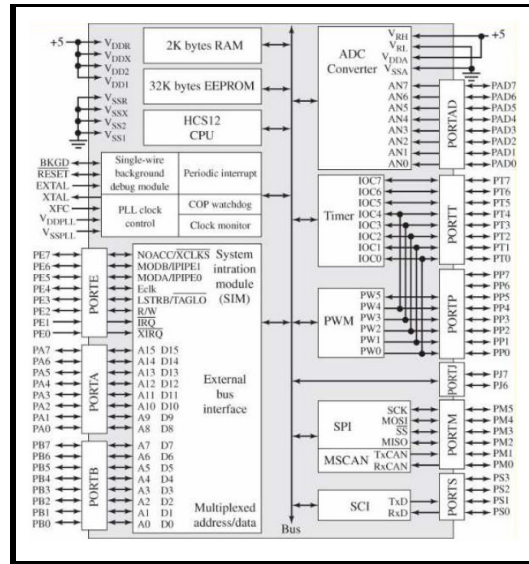 +5
VDDR
VDDX
VDD2
VDD1
VSSR
VSSX
VSS2
VSS1
2K bytes RAM
32K bytes EEPROM
HCS12
CPU
BKGD
RESET
EXTAL
XTAL
XFC
VDDPLL
VSSPLL
Single-wire
background
debug module
Periodic interrupt
PLL clock
control
COP watchdog
Clock monitor
PE7
PE6
PE5
PE4
PE3
PE2
PE1
PE0
PORTE
NOACC/XCLKS
MODB/IPIPE1
MODA/IPIPE0
Eclk
LSTRB/TAGLO
R/W
IRQ
XIRQ
System
intration
module
(SIM)
PA7
PA6
PA5
PA4
PA3
PA2
PA1
PA0
PORTA
A15 D15
A14 D14
A13 D13
A12 D12
A11 D11
A10 D10
A9 D9
A8 D8
External
bus
interface
PB7
PB6
PB5
PB4
PB3
PB2
PB1
PB0
PORTB
A7 D7
A6 D6
A5 D5
A4 D4
A3 D3
A2 D2
A1 D1
A0 D0
Multiplexed
address/data
Bus
ADC
Converter
VRH
VRL
VDDA
VSSA
+5
AN7
AN6
AN5
AN4
AN3
AN2
AN1
AN0
PORTAD
PAD7
PAD6
PAD5
PAD4
PAD3
PAD2
PAD1
PAD0
Timer
IOC7
IOC6
IOC5
IOC4
IOC3
IOC2
IOC1
IOC0
PORTT
PT7
PT6
PT5
PT4
PT3
PT2
PT1
PT0
PWM
PW5
PW4
PW3
PW2
PW1
PW0
PORTP
PP7
PP6
PP5
PP4
PP3
PP2
PP1
PP0
PORTJ
PJ7
PJ6
SPI
SCK
MOSI
SS
MISO
MSCAN
TxCAN
RxCAN
PORTM
PM5
PM4
PM3
PM2
PM1
PM0
SCI
TxD
RxD
PORTS
PS3
PS2
PS1
PS0